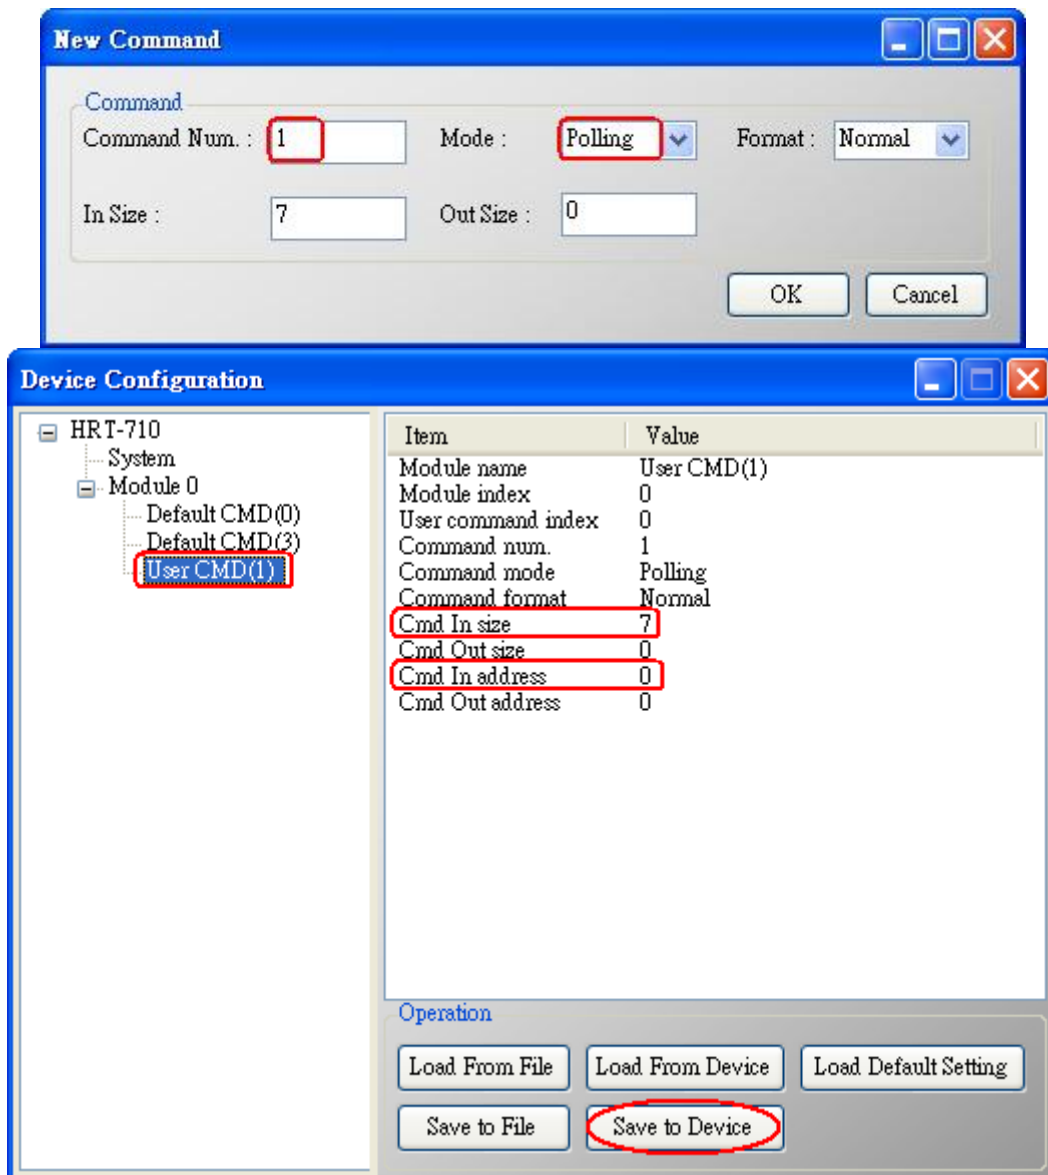 New Command
Command
Command Num. : 1 Mode : Polling Format : Normal
In Size : 7 Out Size : 0
OK Cancel
Device Configuration
HRT-710
System
Module 0
Default CMD(0)
Default CMD(3)
User CMD(1)
Item Value
Module name User CMD(1)
Module index 0
User command index 0
Command num. 1
Command mode Polling
Command format Normal
Cmd In size 7
Cmd Out size 0
Cmd In address 0
Cmd Out address 0
Operation
Load From File Load From Device Load Default Setting
Save to File Save to Device